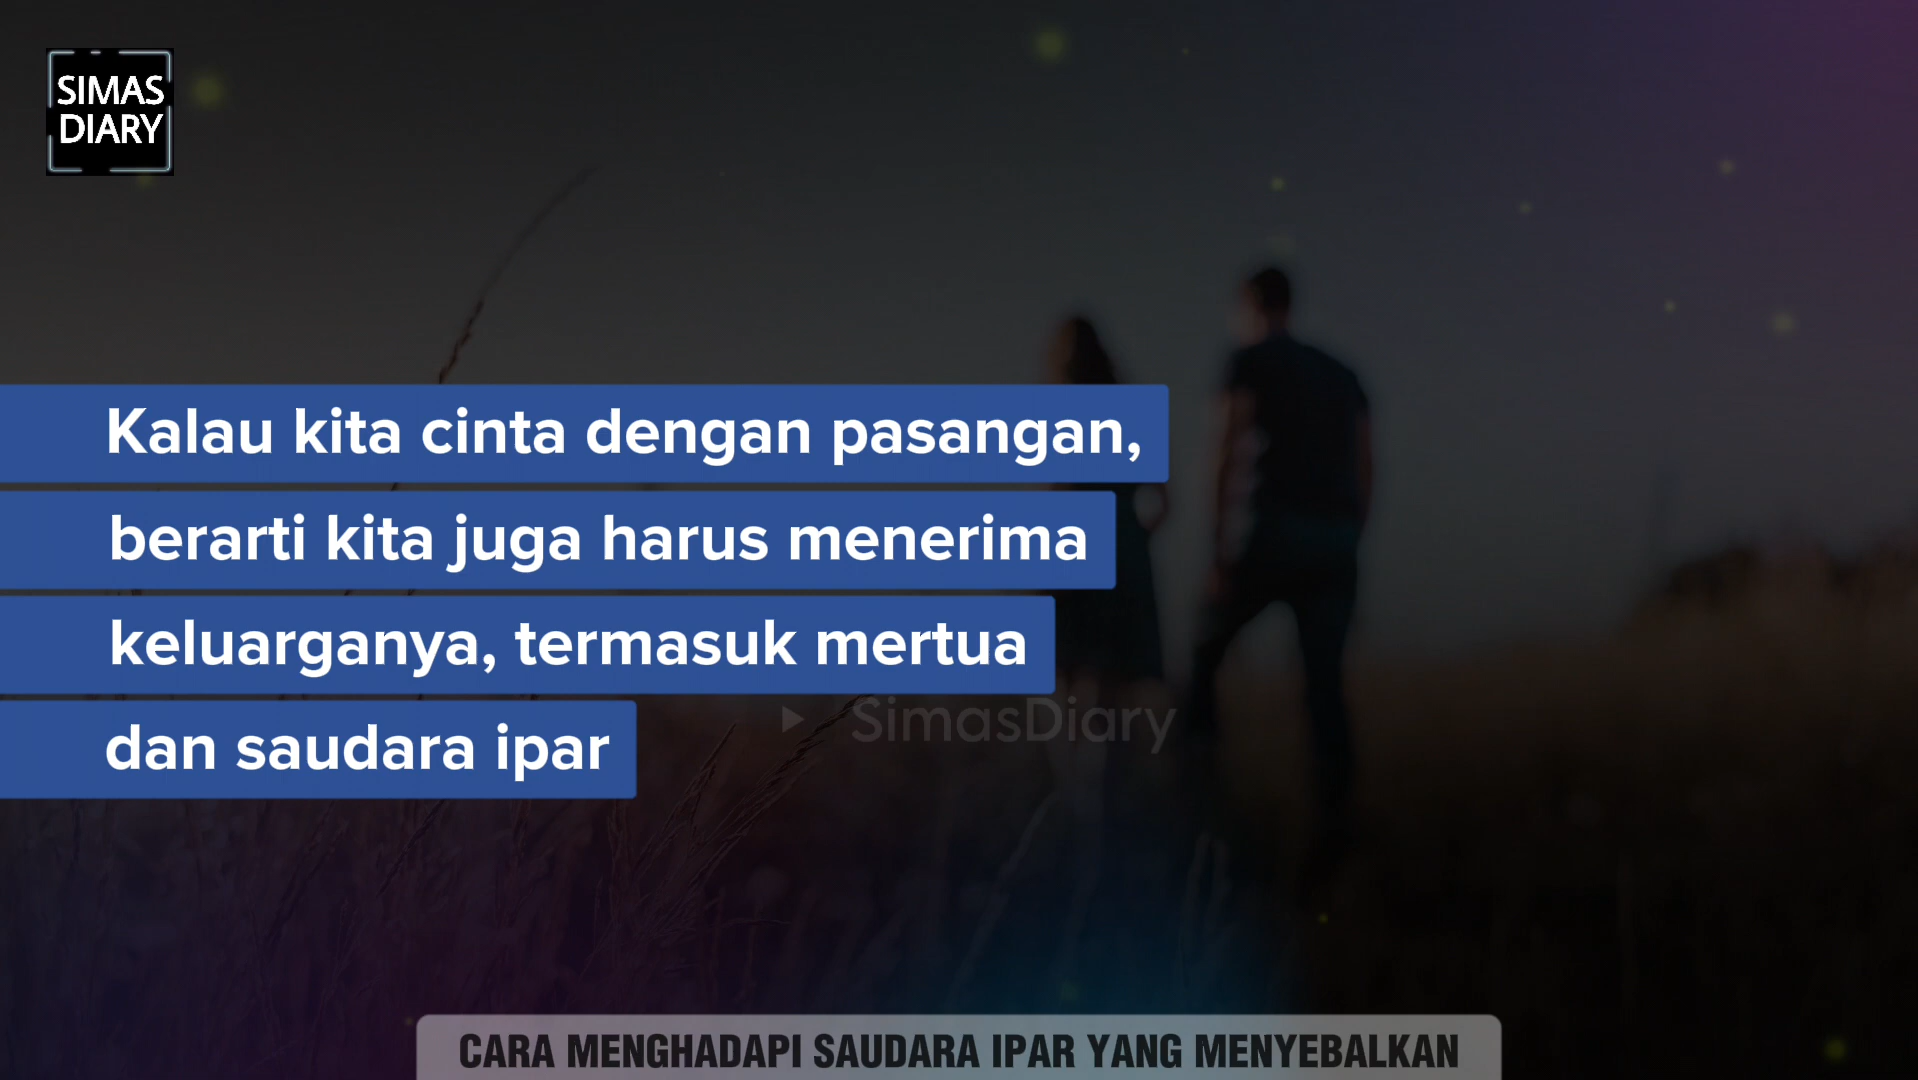 SIMAS
DIARY
Kalau kita cinta dengan pasangan,
berarti kita juga harus menerima
keluarganya, termasuk mertua
dan saudara ipar
SimasDiary
CARA MENGHADAPI SAUDARA IPAR YANG MENYEBALKAN